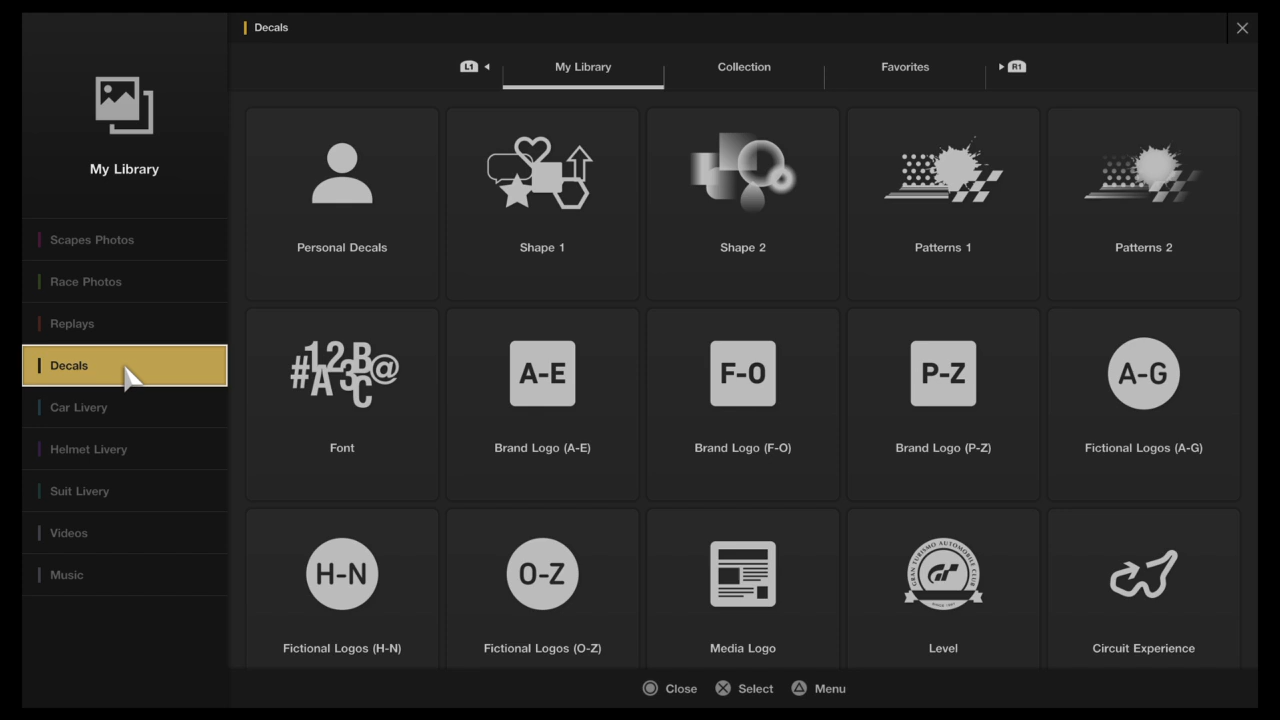 Decals
L1
My Library
Collection
Favorites
R1
My Library
Scapes Photos
Race Photos
Replays
Decals
Car Livery
Helmet Livery
Suit Livery
Videos
Music
Personal Decals
Shape 1
Shape 2
Patterns 1
Patterns 2
#123B@
A C
Font
A-E
Brand Logo (A-E)
F-O
Brand Logo (F-O)
P-Z
Brand Logo (P-Z)
A-G
Fictional Logos (A-G)
H-N
Fictional Logos (H-N)
O-Z
Fictional Logos (O-Z)
Media Logo
GRAN TURISMO AUTOMOBILE CLUB
GT
Level
Circuit Experience
Close
Select
Menu